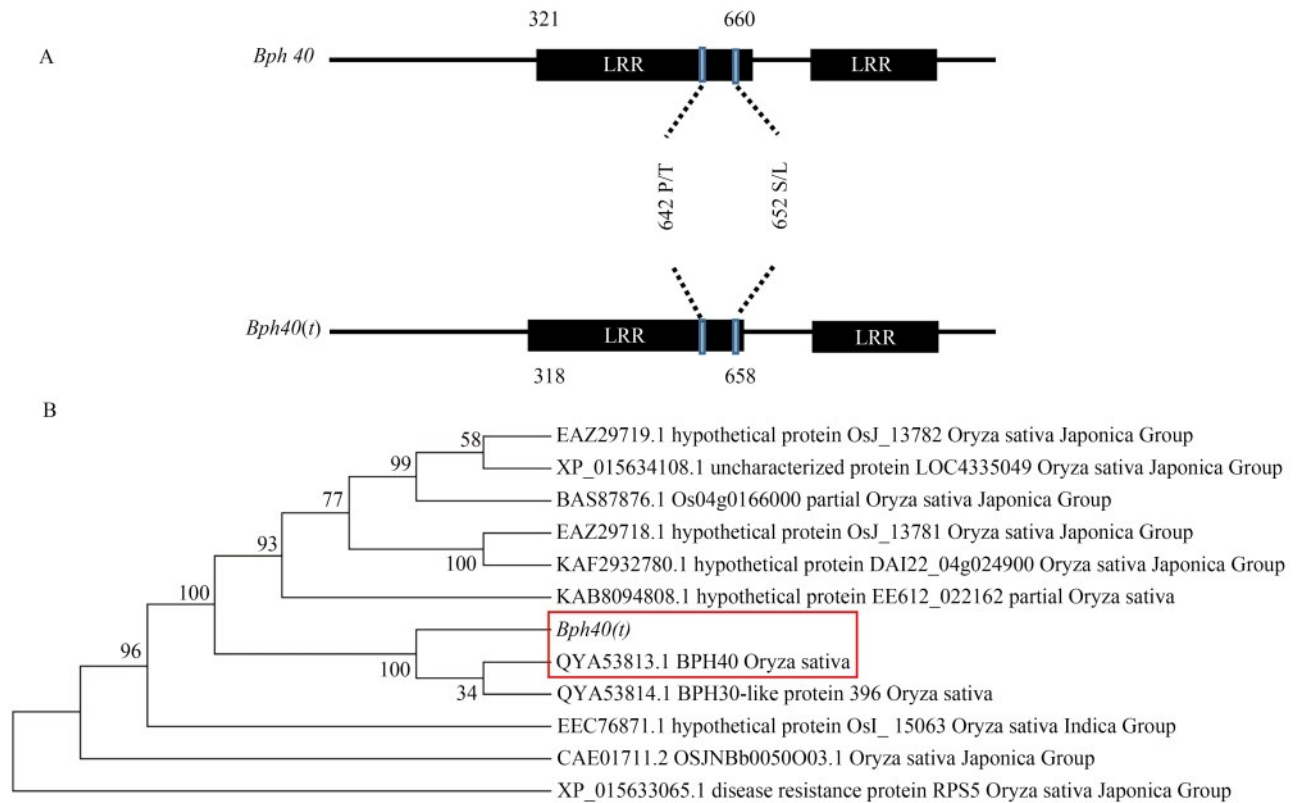 321 660
A Bph 40 LRR LRR
642 P/T
652 S/L
Bph40(t) LRR LRR
318 658
B
EAZ29719.1 hypothetical protein OsJ_13782 Oryza sativa Japonica Group
58
XP_015634108.1 uncharacterized protein LOC4335049 Oryza sativa Japonica Group
99
BAS87876.1 Os04g0166000 partial Oryza sativa Japonica Group
77
EAZ29718.1 hypothetical protein OsJ_13781 Oryza sativa Japonica Group
100
KAF2932780.1 hypothetical protein DAI22_04g024900 Oryza sativa Japonica Group
93
KAB8094808.1 hypothetical protein EE612_022162 partial Oryza sativa
100
Bph40(t)
100
QYA53813.1 BPH40 Oryza sativa
34
QYA53814.1 BPH30-like protein 396 Oryza sativa
96
EEC76871.1 hypothetical protein OsI_ 15063 Oryza sativa Indica Group
CAE01711.2 OSJNBb0050O03.1 Oryza sativa Japonica Group
XP_015633065.1 disease resistance protein RPS5 Oryza sativa Japonica Group